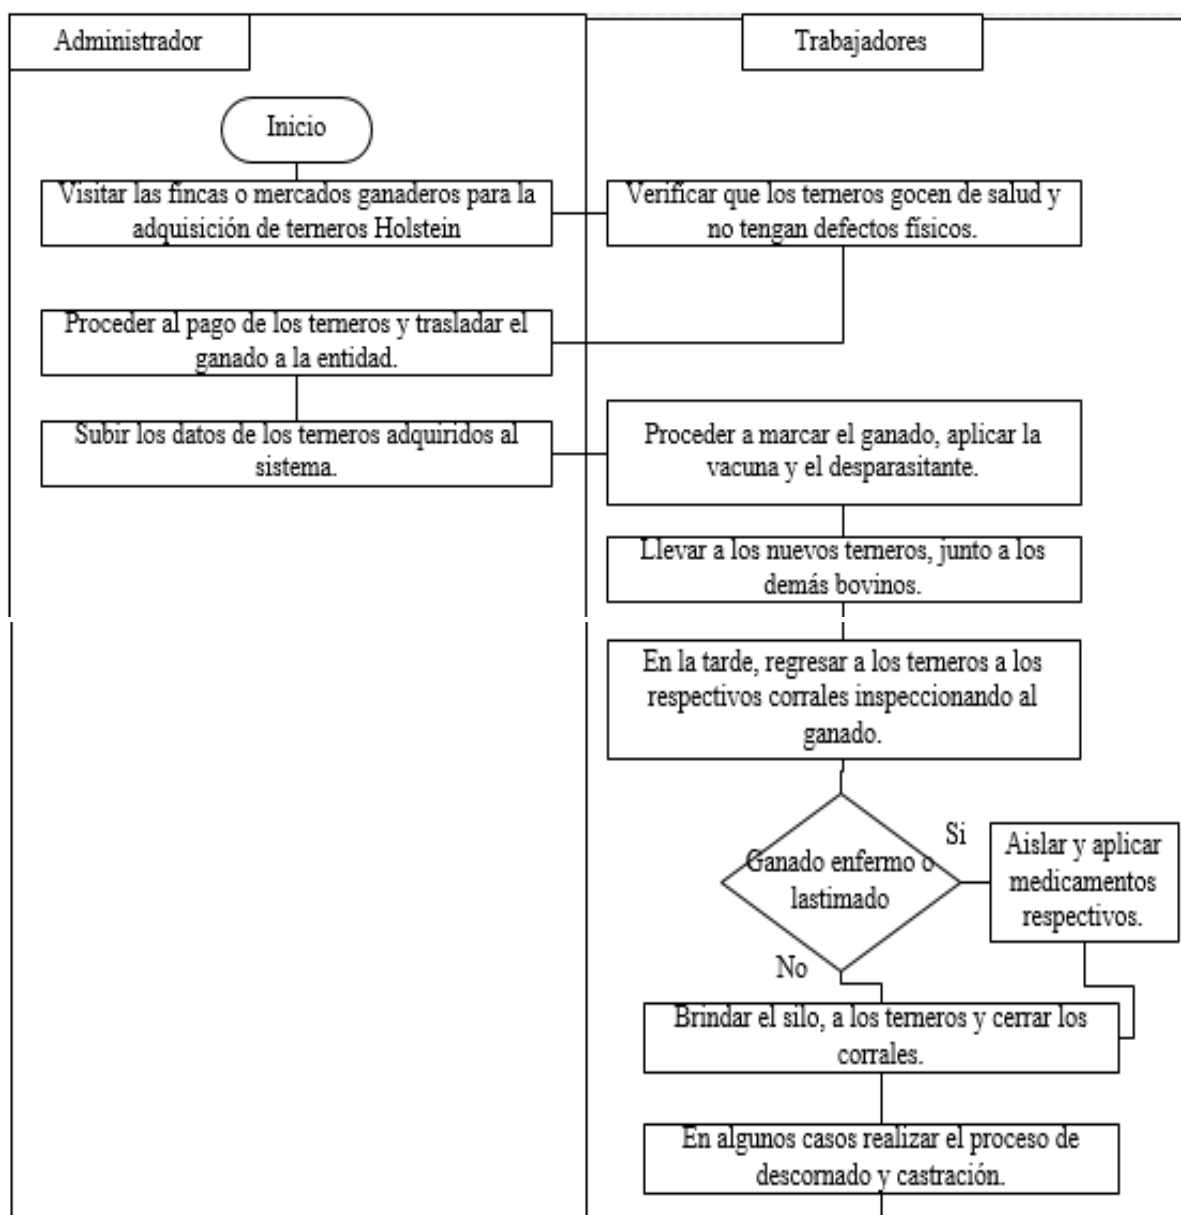 Administrador
Trabajadores
Inicio
Visitar las fincas o mercados ganaderos para la
adquisición de terneros Holstein
Verificar que los terneros gocen de salud y
no tengan defectos físicos.
Proceder al pago de los terneros y trasladar el
ganado a la entidad.
Subir los datos de los terneros adquiridos al
sistema.
Proceder a marcar el ganado, aplicar la
vacuna y el desparasitante.
Llevar a los nuevos terneros, junto a los
demás bovinos.
En la tarde, regresar a los terneros a los
respectivos corrales inspeccionando al
ganado.
Ganado enfermo o
lastimado
Si
Aislar y aplicar
medicamentos
respectivos.
No
Brindar el silo, a los terneros y cerrar los
corrales.
En algunos casos realizar el proceso de
descornado y castración.